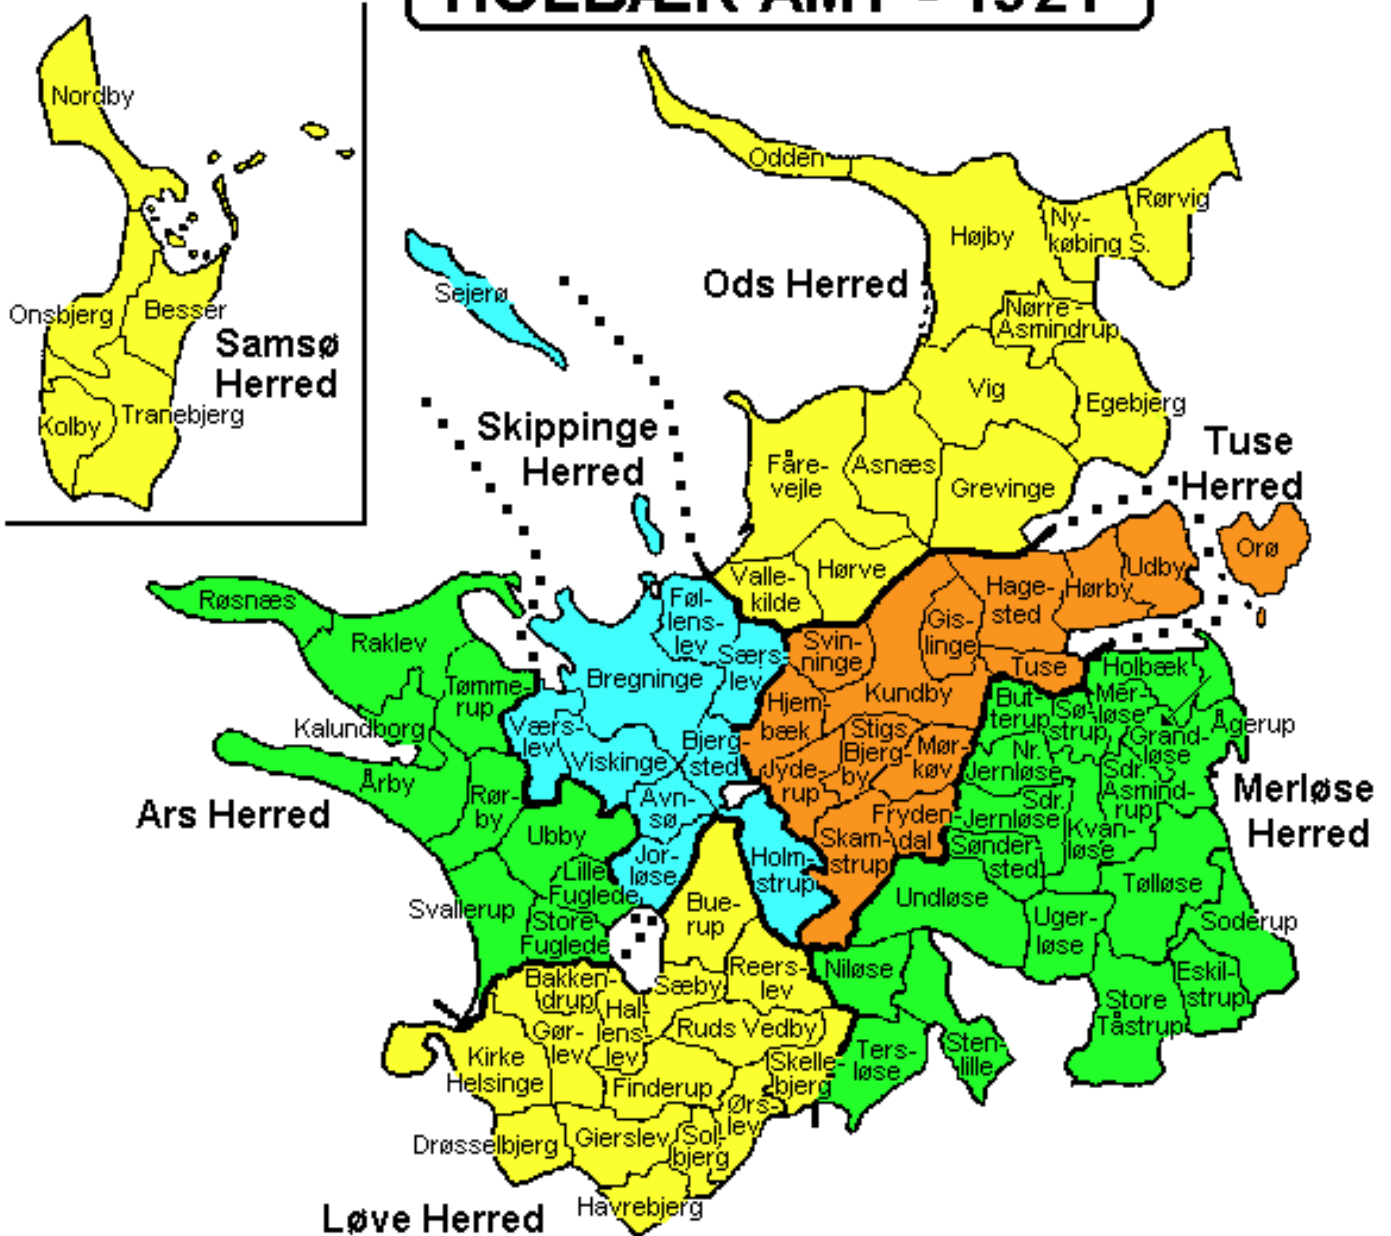 HOLBÆK AMT - 1921
Nordby
Onsbjerg
Besser
Samsø
Herred
Kolby
Tranebjerg
Odden
Rørvig
Ny-
købing S.
Højby
Ods Herred
Sejerø
Nørre
Asmindrup
Vig
Egebjerg
Skippinge
Herred
Tuse
Herred
Fåre-
vejle
Asnæs
Grevinge
Orø
Udby
Hørby
Hage-
sted
Hørve
Valle-
kilde
Røsnæs
Føl-
lens-
lev
Gis-
linge
Raklev
Svin-
ninge
Særs-
lev
Tuse
Holbæk
Bregninge
Tømme-
rup
Kundby
Hjem-
bæk
But-
terup
Sø-
strup
Mer-
løse
Ågerup
Kalundborg
Værs-
lev
Stigs
Bjerg-
by
Grand-
løse
Bjerg-
sted
Mør-
køv
Nr.
Jernløse
Viskinge
Jyde-
rup
Sdr.
Asmind-
rup
Årby
Merløse
Herred
Ars Herred
Rør-
by
Avn-
sø
Fryden-
dal
Sdr.
Jernløse
Kvan-
løse
Ubby
Skam-
strup
Sønder-
sted
Holm-
strup
Jor-
løse
Lille
Fuglede
Tølløse
Undløse
Svallerup
Store
Fuglede
Bue-
rup
Uger-
løse
Soderup
Reers-
lev
Niløse
Eskil-
strup
Bakken-
drup
Sæby
Store
Tåstrup
Hal-
lens-
lev
Ruds Vedby
Gør-
lev
Sten-
lille
Ters-
løse
Kirke
Helsinge
Skelle-
bjerg
Finderup
Ørs-
lev
Drøsselbjerg
Gierslev
Sol-
bjerg
Havrebjerg
Løve Herred